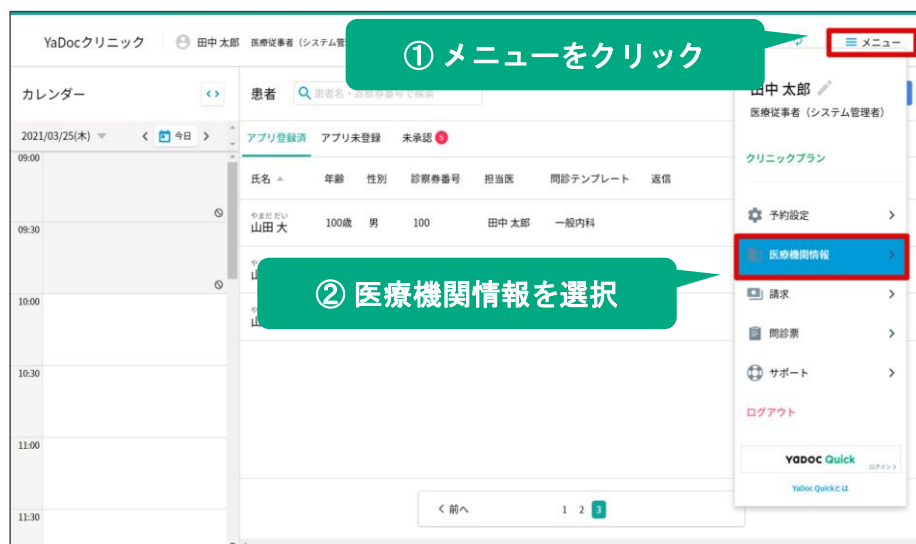 YaDocクリニック 田中 太郎 医療従事者（システム管
① メニューをクリック
メニュー
カレンダー
患者
患者名・診察券番号で検索
田中 太郎
医療従事者（システム管理者）
クリニックプラン
2021/03/25(木) 今日
アプリ登録済 アプリ未登録 未承認 5
氏名 年齢 性別 診察券番号 担当医 問診テンプレート 返信
やまだ だい
山田 大 100歳 男 100 田中 太郎 一般内科
② 医療機関情報を選択
予約設定
医療機関情報
請求
問診票
サポート
ログアウト
YaDOC Quick
ログイン
YaDoc Quickとは
09:00
09:30
10:00
10:30
11:00
11:30
前へ 1 2 3